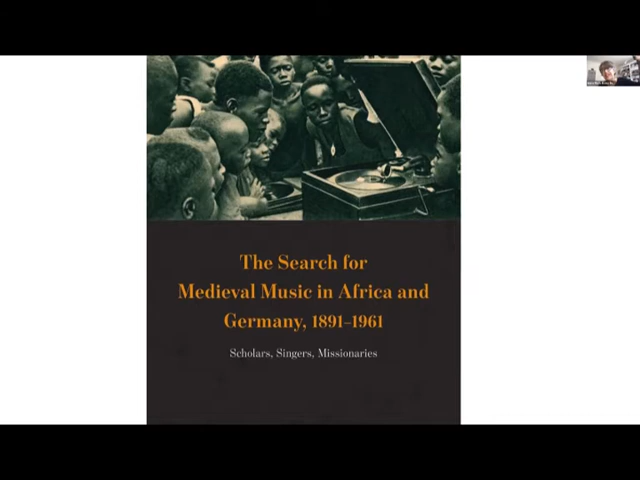 The Search for
Medieval Music in Africa and
Germany, 1891–1961
Scholars, Singers, Missionaries